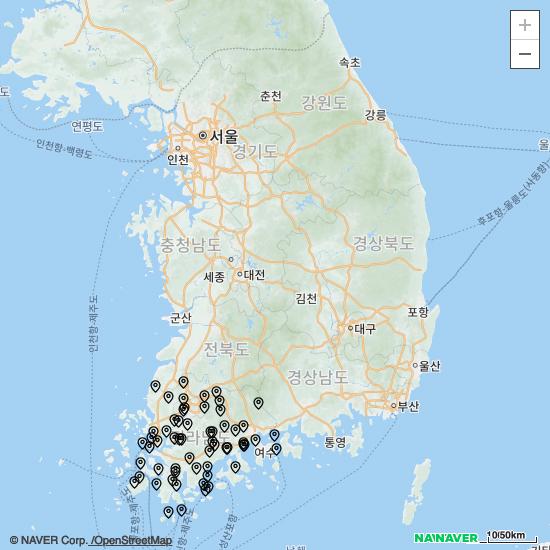 +
−
속초
춘천
강원도
강릉
연평도
서울
인천
경기도
인천항-백령도
울
후포항-울릉도(사동항)
충청남도
경상북도
세종
대전
김천
인천항-제주도
군산
포항
대구
전북도
울산
경상남도
부산
여수
통영
© NAVER Corp. /OpenStreetMap
NAVER
10/50km